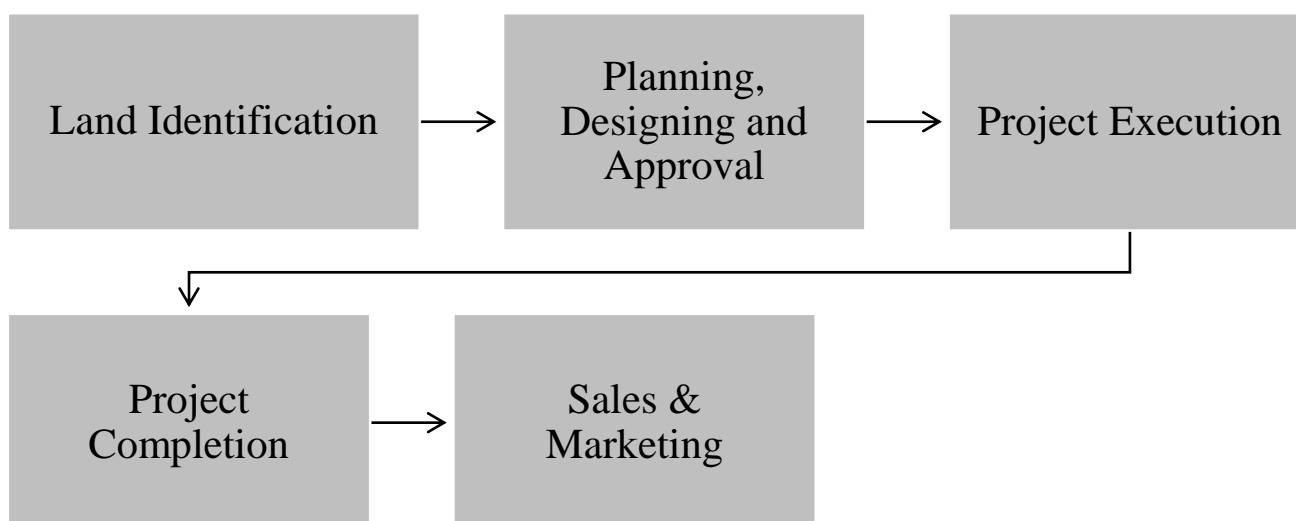 Land Identification
Planning,
Designing and
Approval
Project Execution
Project
Completion
Sales &
Marketing